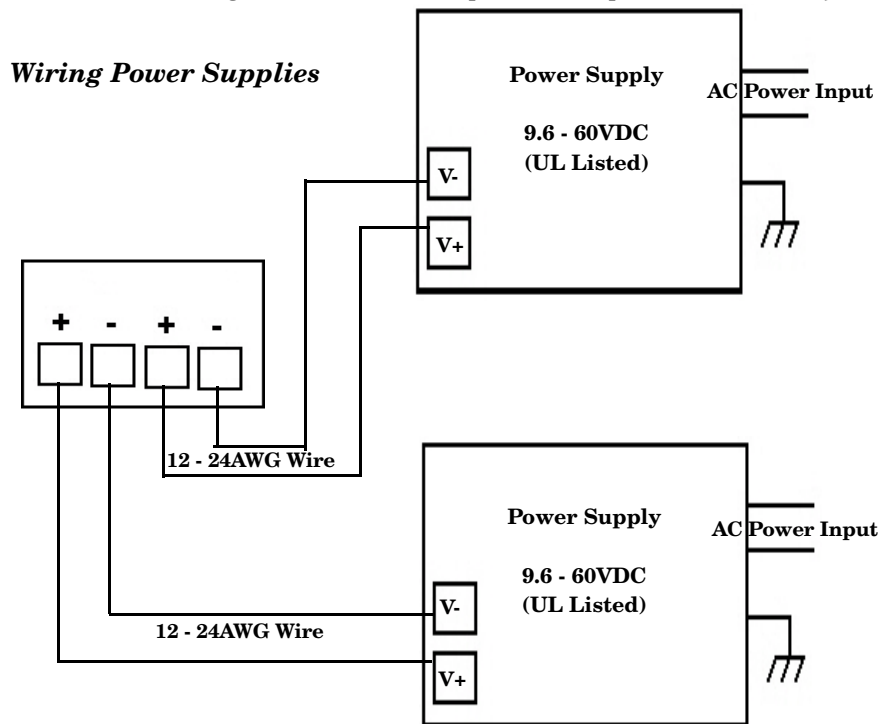 Wiring Power Supplies
Power Supply
AC Power Input
9.6 - 60VDC
(UL Listed)
V-
V+
+ - + -
12 - 24AWG Wire
Power Supply
AC Power Input
9.6 - 60VDC
(UL Listed)
V-
12 - 24AWG Wire
V+